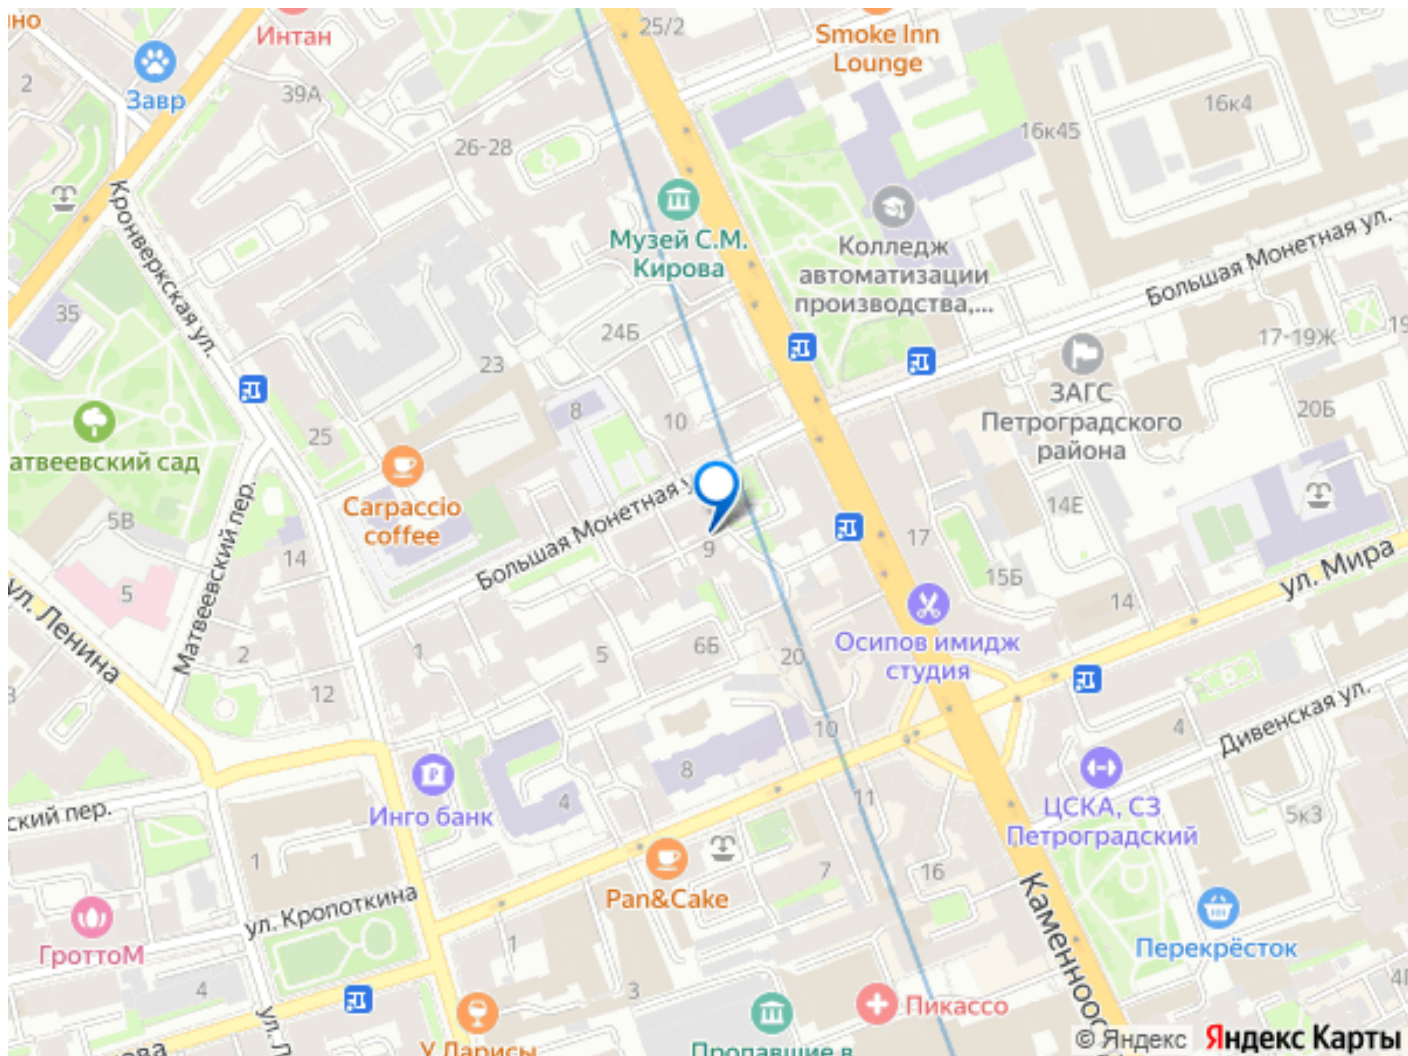 Интан
25/2
Smoke Inn
Lounge
Завр
2
39А
26-28
16к4
16к45
Кронверкская ул.
Музей С.М.
Кирова
Колледж
автоматизации
производства,...
Большая Монетная ул.
35
24Б
23
17-19Ж
19
ЗАГС
Петроградского
района
20Б
8
10
25
Carpaccio
coffee
5В
Матвеевский пер.
14
5
9
17
14Е
15Б
14
ул. Мира
Большая Монетная
ул. Ленина
2
12
1
5
6Б
20
Осипов имидж
студия
10
4
Дивенская ул.
Инго банк
8
4
11
ЦСКА, СЗ
Петроградский
5к3
ский пер.
1
Pan&Cake
7
16
ул. Кропоткина
ГроттоМ
1
Перекрёсток
4
3
Пикассо
У Ларисы
Пропавшие в
© Яндекс
Яндекс Карты